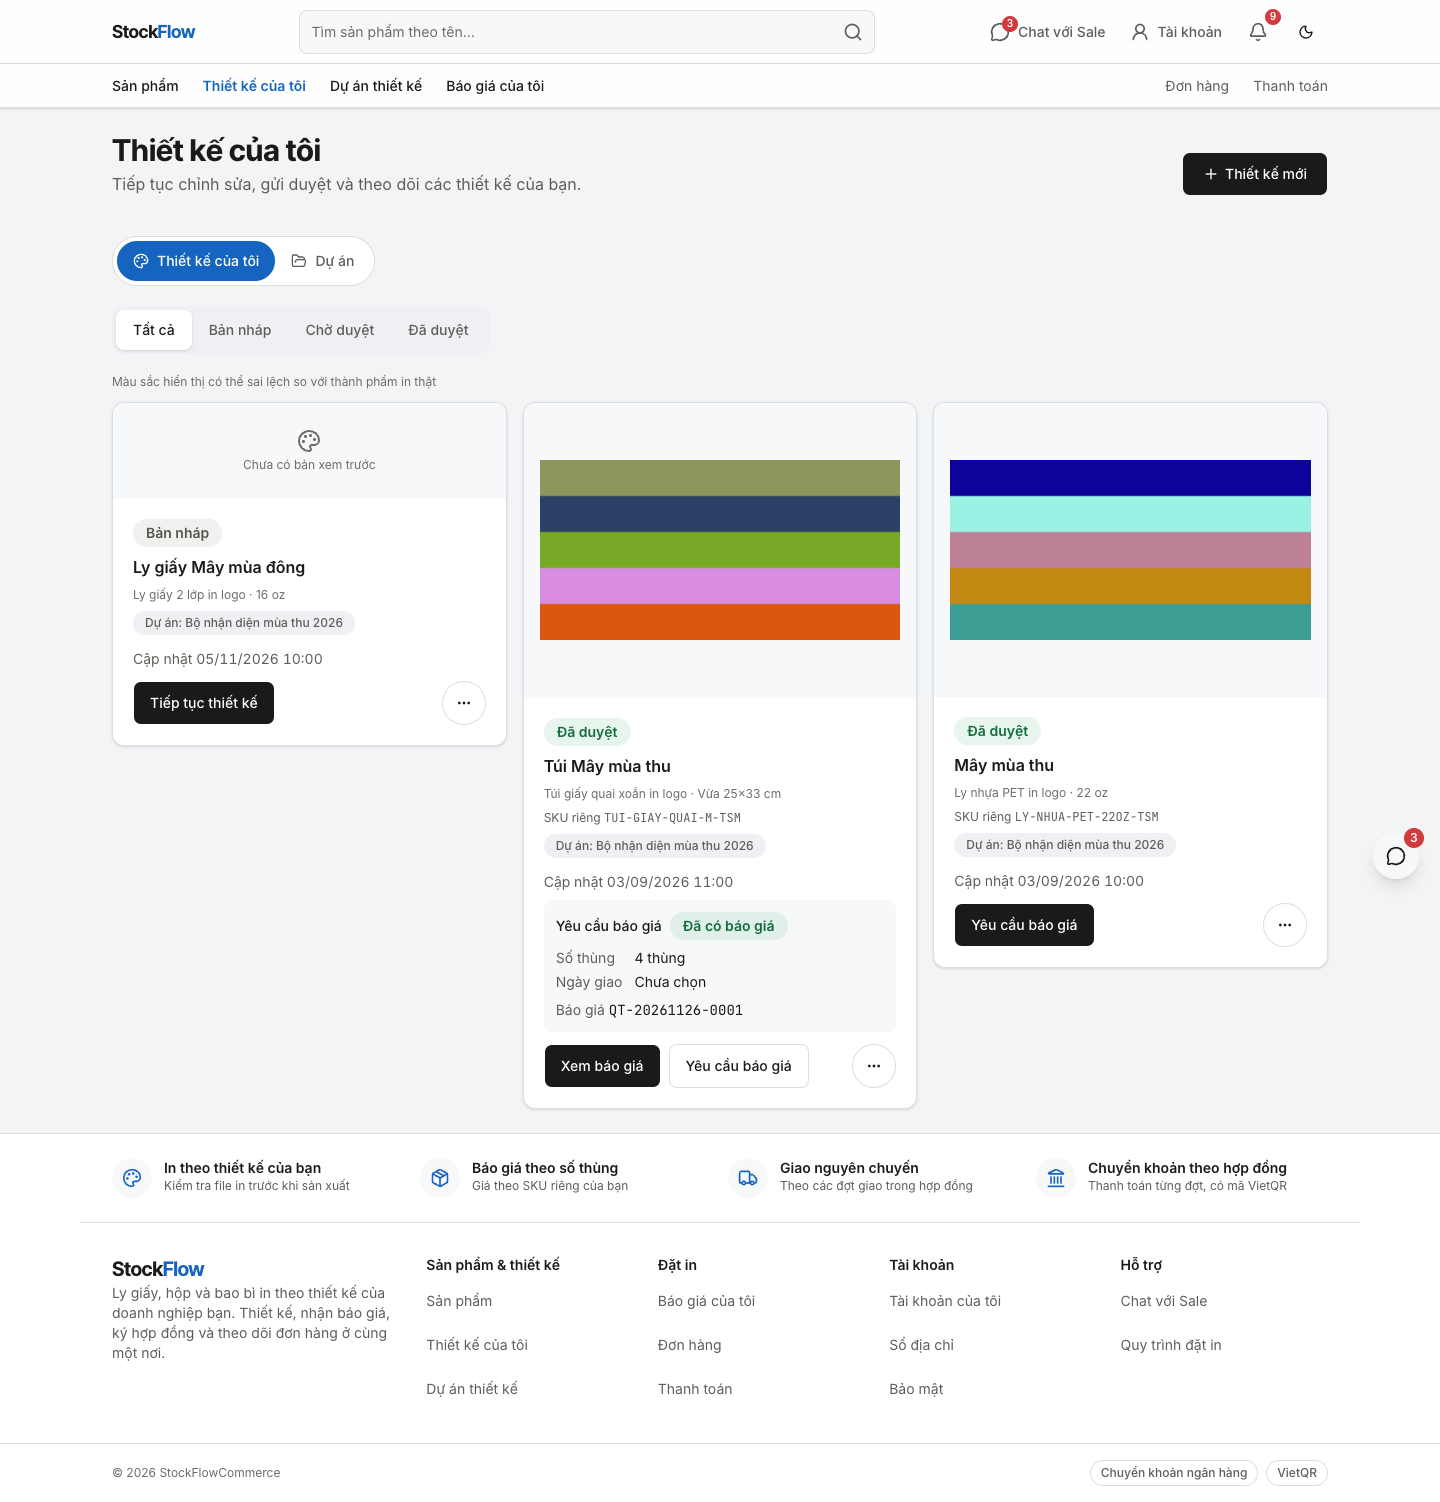 StockFlow
Tìm sản phẩm theo tên...
3
Chat với Sale
Tài khoản
9
Sản phẩm
Thiết kế của tôi
Dự án thiết kế
Báo giá của tôi
Đơn hàng
Thanh toán
Thiết kế của tôi
Tiếp tục chỉnh sửa, gửi duyệt và theo dõi các thiết kế của bạn.
Thiết kế mới
Thiết kế của tôi
Dự án
Tất cả
Bản nháp
Chờ duyệt
Đã duyệt
Màu sắc hiển thị có thể sai lệch so với thành phẩm in thật
Chưa có bản xem trước
Bản nháp
Ly giấy Mây mùa đông
Ly giấy 2 lớp in logo · 16 oz
Dự án: Bộ nhận diện mùa thu 2026
Cập nhật 05/11/2026 10:00
Tiếp tục thiết kế
Đã duyệt
Túi Mây mùa thu
Túi giấy quai xoắn in logo · Vừa 25×33 cm
SKU riêng TUI-GIAY-QUAI-M-TSM
Dự án: Bộ nhận diện mùa thu 2026
Cập nhật 03/09/2026 11:00
Yêu cầu báo giá
Đã có báo giá
Số thùng 4 thùng
Ngày giao Chưa chọn
Báo giá QT-20261126-0001
Xem báo giá
Yêu cầu báo giá
Đã duyệt
Mây mùa thu
Ly nhựa PET in logo · 22 oz
SKU riêng LY-NHUA-PET-22OZ-TSM
Dự án: Bộ nhận diện mùa thu 2026
Cập nhật 03/09/2026 10:00
Yêu cầu báo giá
3
In theo thiết kế của bạn
Kiểm tra file in trước khi sản xuất
Báo giá theo số thùng
Giá theo SKU riêng của bạn
Giao nguyên chuyến
Theo các đợt giao trong hợp đồng
Chuyển khoản theo hợp đồng
Thanh toán từng đợt, có mã VietQR
StockFlow
Ly giấy, hộp và bao bì in theo thiết kế của
doanh nghiệp bạn. Thiết kế, nhận báo giá,
ký hợp đồng và theo dõi đơn hàng ở cùng
một nơi.
Sản phẩm & thiết kế
Sản phẩm
Thiết kế của tôi
Dự án thiết kế
Đặt in
Báo giá của tôi
Đơn hàng
Thanh toán
Tài khoản
Tài khoản của tôi
Sổ địa chỉ
Bảo mật
Hỗ trợ
Chat với Sale
Quy trình đặt in
© 2026 StockFlowCommerce
Chuyển khoản ngân hàng
VietQR